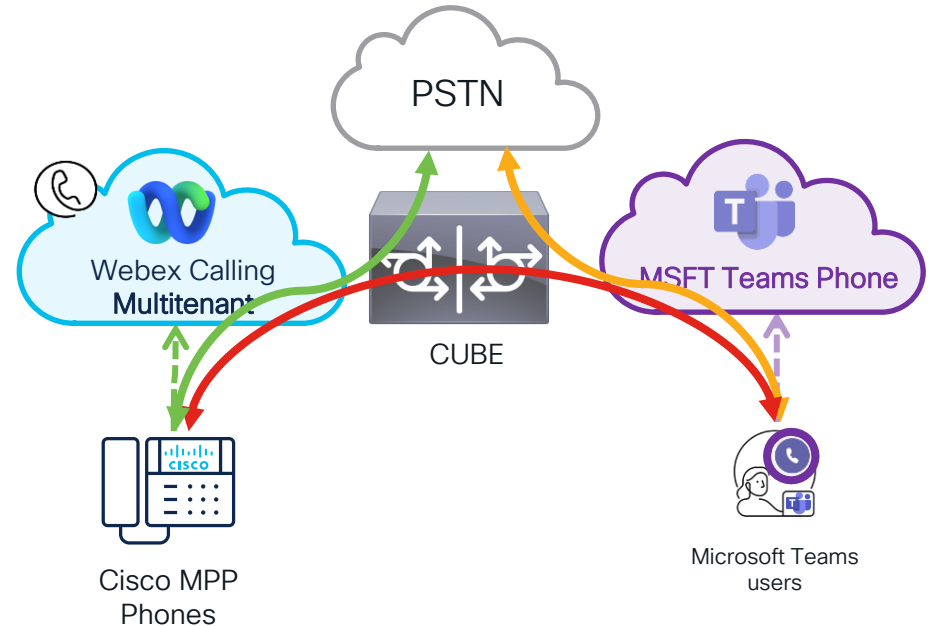 PSTN
Webex Calling
Multitenant
T
MSFT Teams Phone
CUBE
CISCO
T
Cisco MPP
Phones
Microsoft Teams
users